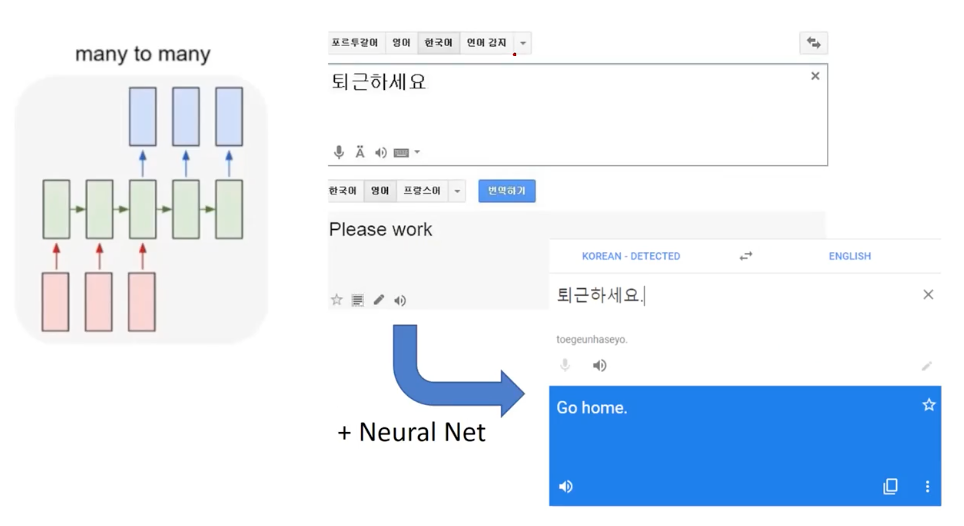 many to many
포르투갈어 영어 한국어 언어 감지
퇴근하세요
Ä
한국어 영어 프랑스어 번역하기
Please work
KOREAN - DETECTED ENGLISH
퇴근하세요.
toegeunhaseyo.
Go home.
+ Neural Net